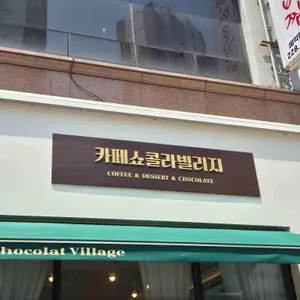 카페쇼콜라빌리지
COFFEE & DESSERT & CHOCOLATE
hocolat Village